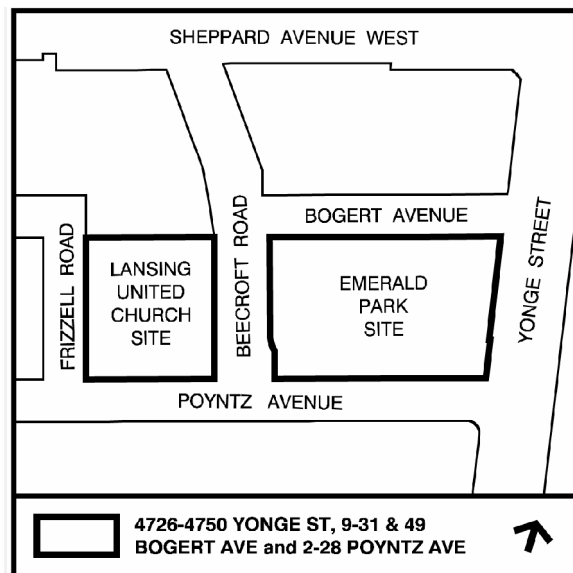 SHEPPARD AVENUE WEST
BOGERT AVENUE
YONGE STREET
BEECROFT ROAD
FRIZZELL ROAD
LANSING
UNITED
CHURCH
SITE
EMERALD
PARK
SITE
POYNTZ AVENUE
4726-4750 YONGE ST, 9-31 & 49
BOGERT AVE and 2-28 POYNTZ AVE